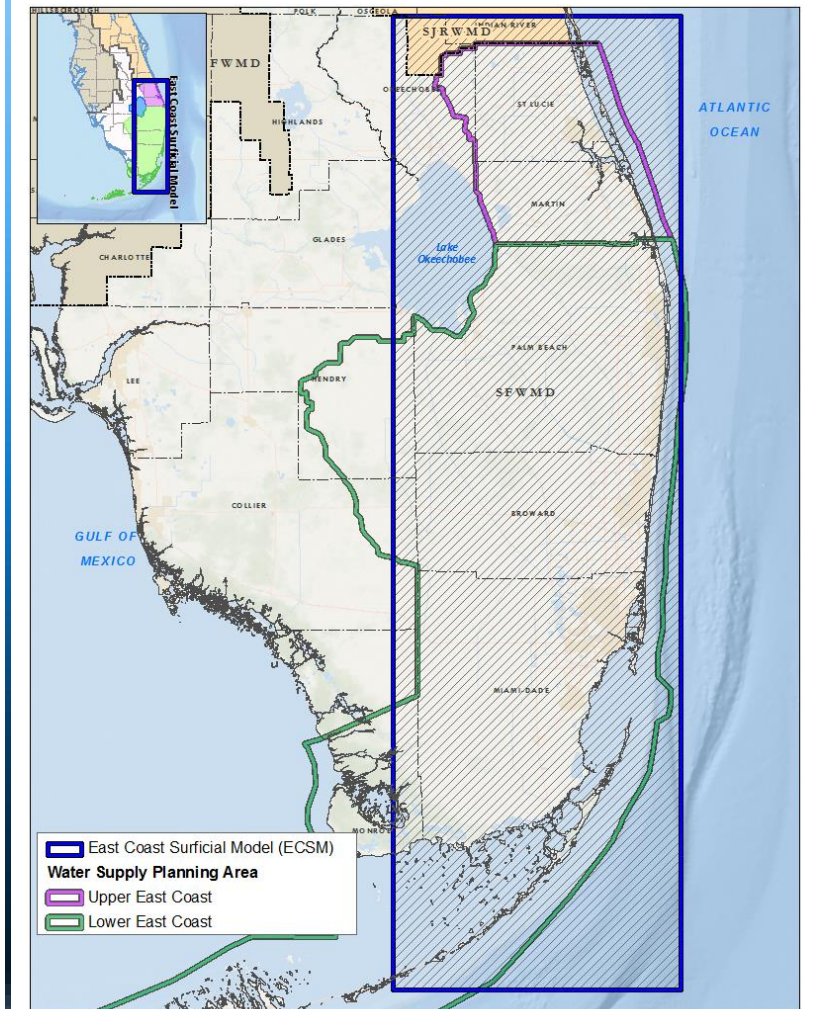 HILLSBOROUGH
POLK
OSCEOLA
INDIAN RIVER
SJRWMD
FWMD
OKEECHOBEE
ST LUCIE
ATLANTIC
OCEAN
HIGHLANDS
East Coast Surficial Model
MARTIN
GLADES
Lake
Okeechobee
CHARLOTTE
PALM BEACH
LEE
HENDRY
SFWMD
COLLIER
BROWARD
GULF OF
MEXICO
MIAMI-DADE
MONROE
East Coast Surficial Model (ECSM)
Water Supply Planning Area
Upper East Coast
Lower East Coast